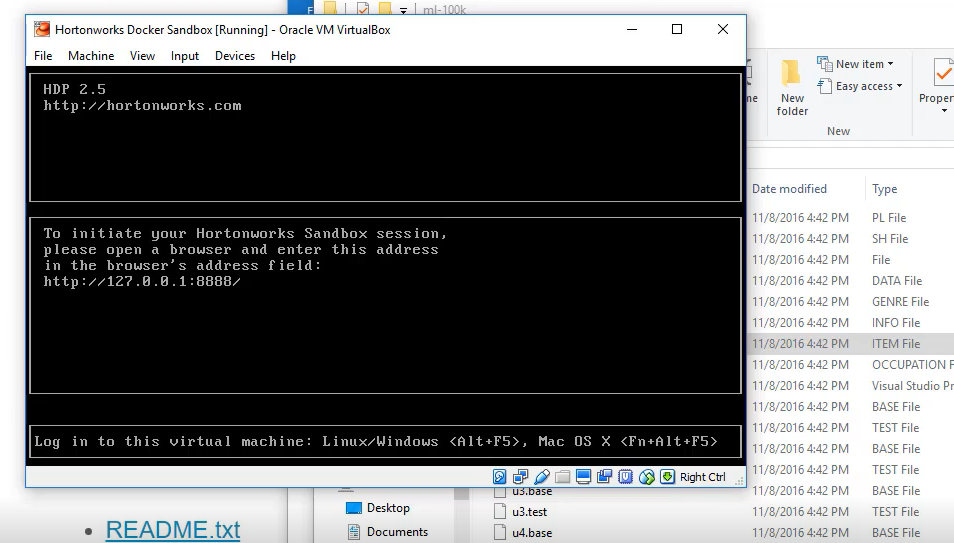 ml-100k
Hortonworks Docker Sandbox [Running] - Oracle VM VirtualBox
File Machine View Input Devices Help
HDP 2.5
http://hortonworks.com
To initiate your Hortonworks Sandbox session,
please open a browser and enter this address
in the browser's address field:
http://127.0.0.1:8888/
Log in to this virtual machine: Linux/Windows <Alt+F5>, Mac OS X <Fn+Alt+F5>
Right Ctrl
New item
Easy access
New
folder
New
Date modified Type
11/8/2016 4:42 PM PL File
11/8/2016 4:42 PM SH File
11/8/2016 4:42 PM File
11/8/2016 4:42 PM DATA File
11/8/2016 4:42 PM GENRE File
11/8/2016 4:42 PM INFO File
11/8/2016 4:42 PM ITEM File
11/8/2016 4:42 PM OCCUPATION F
11/8/2016 4:42 PM Visual Studio Pr
11/8/2016 4:42 PM BASE File
11/8/2016 4:42 PM TEST File
11/8/2016 4:42 PM BASE File
11/8/2016 4:42 PM TEST File
u3.base 11/8/2016 4:42 PM BASE File
Desktop u3.test 11/8/2016 4:42 PM TEST File
Documents u4.base 11/8/2016 4:42 PM BASE File
README.txt